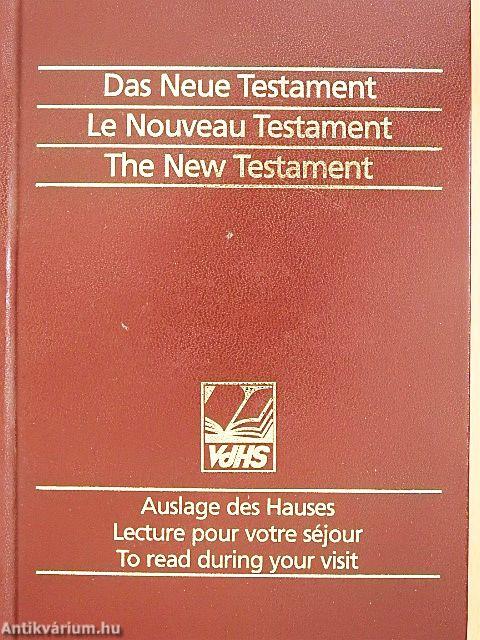 Das Neue Testament
Le Nouveau Testament
The New Testament
VdHS
Auslage des Hauses
Lecture pour votre séjour
To read during your visit
Antikvárium.hu